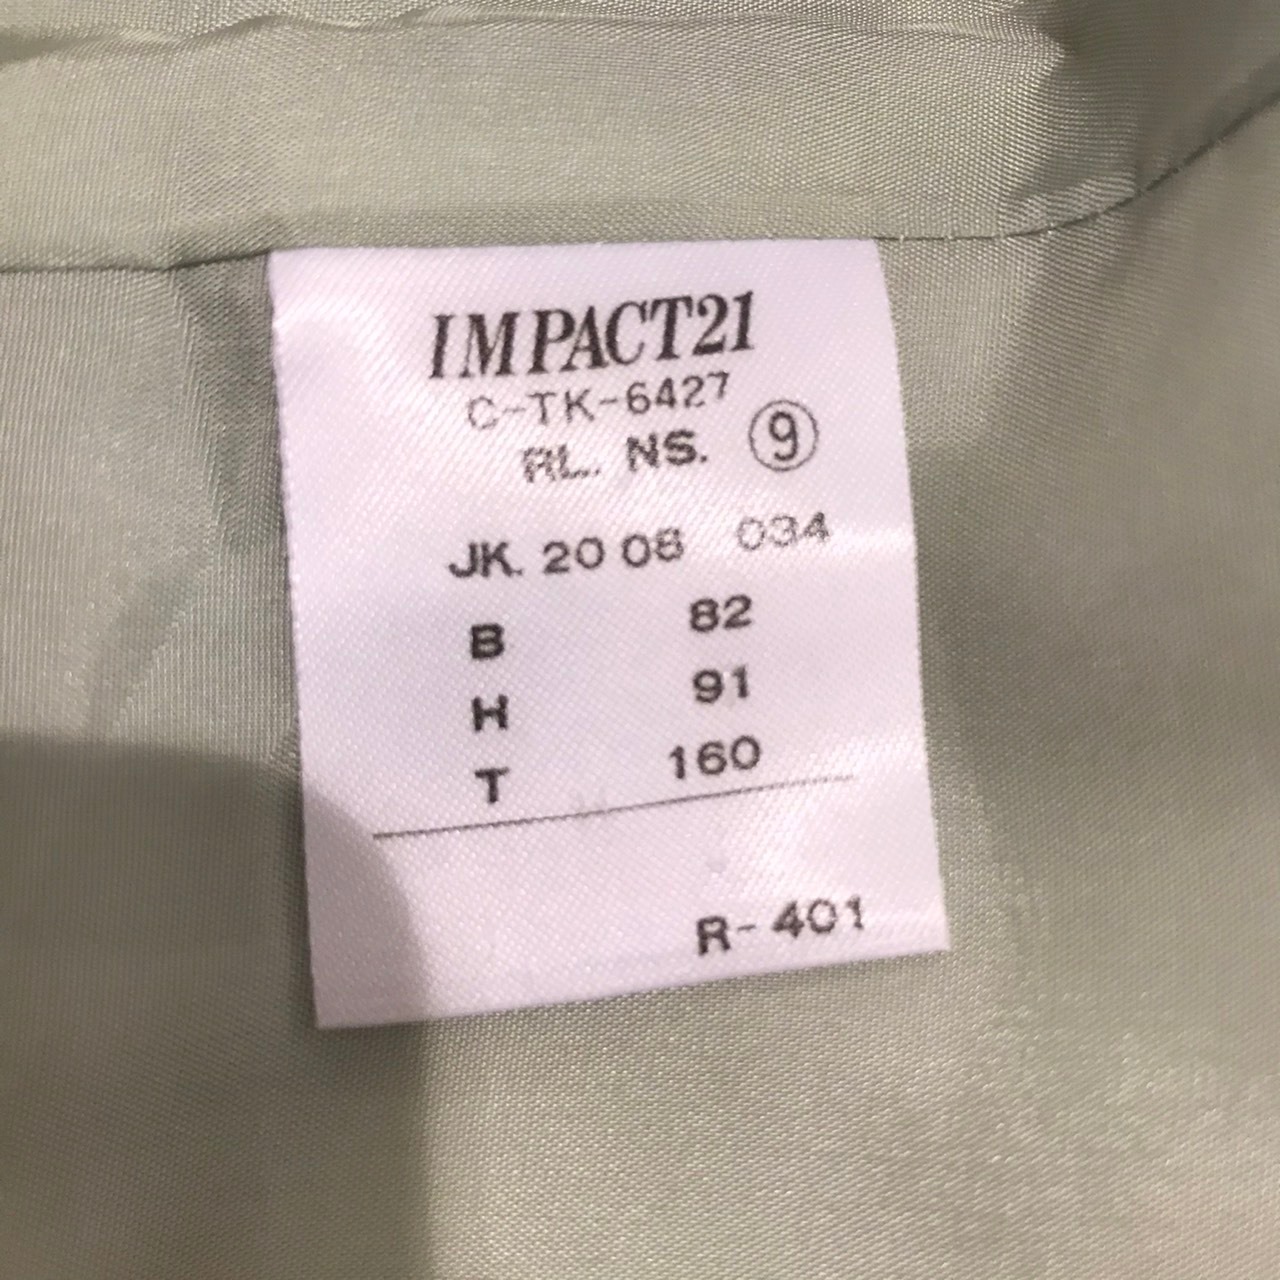 IMPACT21
C-TK-6427
RL. NS. ⑨
JK. 20 08 034
B 82
H 91
T 160
R-401